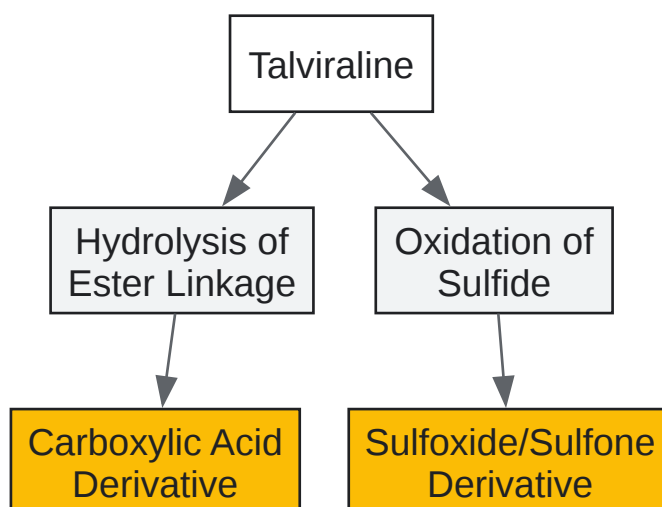 Talviraline
Hydrolysis of
Ester Linkage
Oxidation of
Sulfide
Carboxylic Acid
Derivative
Sulfoxide/Sulfone
Derivative